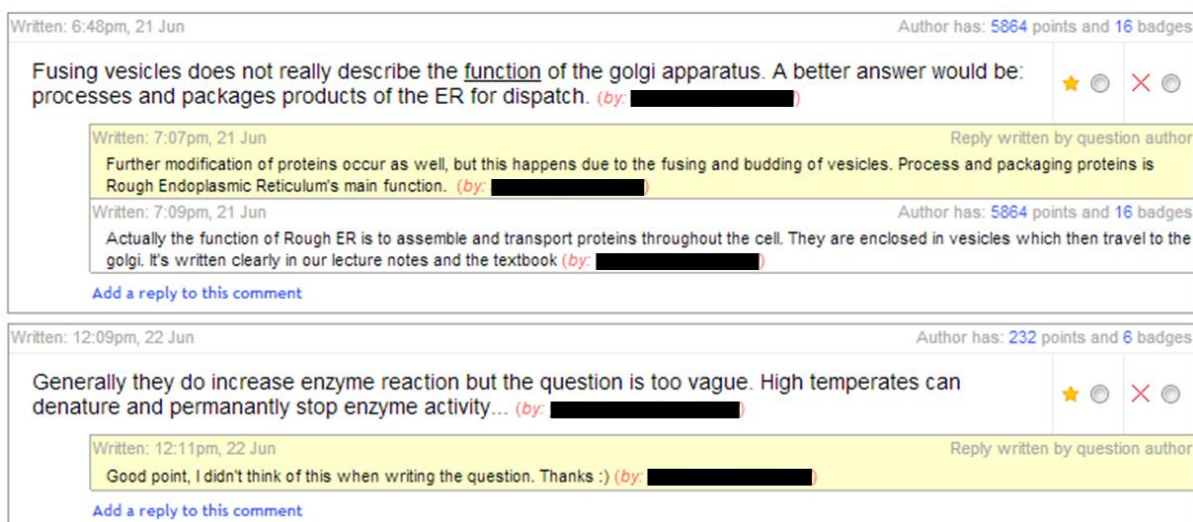 Written: 6:48pm, 21 Jun Author has: 5864 points and 16 badges
Fusing vesicles does not really describe the function of the golgi apparatus. A better answer would be:
processes and packages products of the ER for dispatch. (by: )
Written: 7:07pm, 21 Jun Reply written by question author
Further modification of proteins occur as well, but this happens due to the fusing and budding of vesicles. Process and packaging proteins is
Rough Endoplasmic Reticulum's main function. (by: )
Written: 7:09pm, 21 Jun Author has: 5864 points and 16 badges
Actually the function of Rough ER is to assemble and transport proteins throughout the cell. They are enclosed in vesicles which then travel to the
golgi. It's written clearly in our lecture notes and the textbook (by: )
Add a reply to this comment
Written: 12:09pm, 22 Jun Author has: 232 points and 6 badges
Generally they do increase enzyme reaction but the question is too vague. High temperates can
denature and permanantly stop enzyme activity... (by: )
Written: 12:11pm, 22 Jun Reply written by question author
Good point, I didn't think of this when writing the question. Thanks :) (by: )
Add a reply to this comment